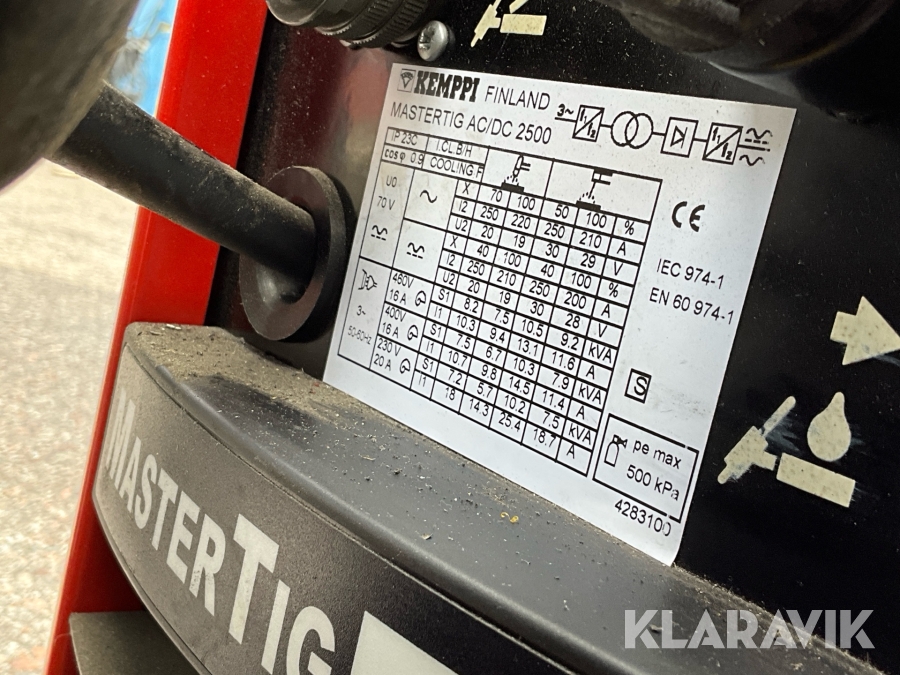 KEMPPI FINLAND
MASTERTIG AC/DC 2500
3~ f1 f2 f1 f2
IP 23C I.CL B/H
cosφ 0.9 COOLING F
U0 70 V
X 70 100 50 100 %
I2 250 220 250 210 A
U2 20 19 30 29 V
X 40 100 40 100 %
I2 250 210 250 200 A
U2 20 19 30 28 V
3~ 50-60Hz
460V 16 A S1 8.2 7.5 10.5 9.2 kVA
I1 10.3 9.4 13.1 11.6 A
400V 16 A S1 7.5 6.7 10.3 7.9 kVA
I1 10.7 9.8 14.5 11.4 A
230 V 20 A S1 7.2 5.7 10.2 7.5 kVA
I1 18 14.3 25.4 18.7 A
CE
IEC 974-1
EN 60 974-1
S
pe max
500 kPa
4283100
MASTERTIG
KLARAVIK